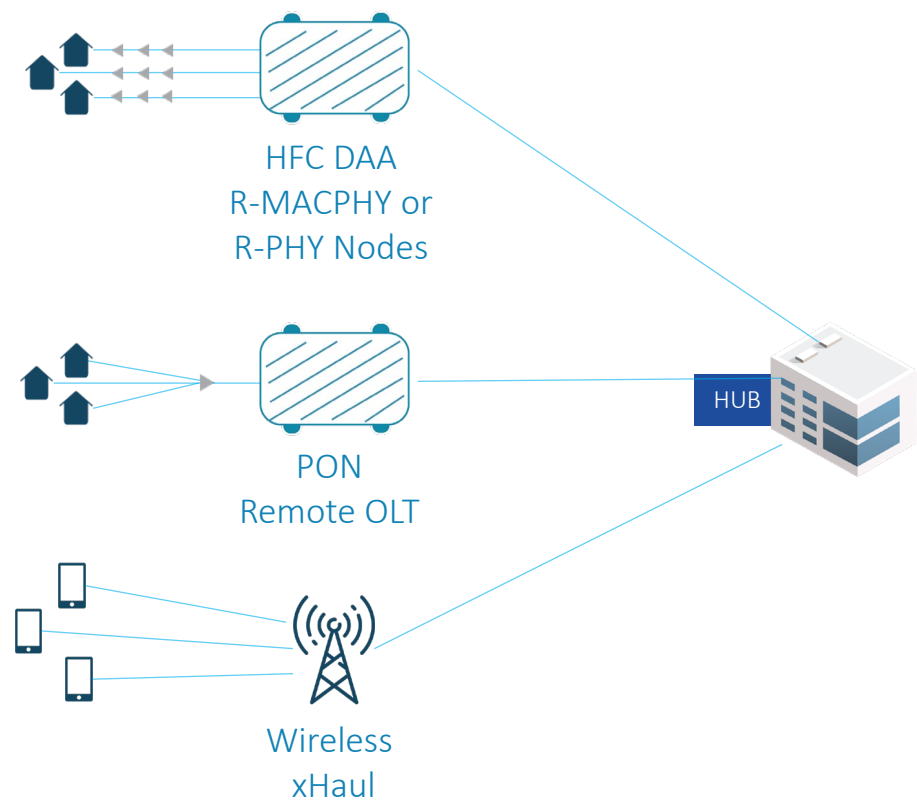 HFC DAA
R-MACPHY or
R-PHY Nodes
HUB
PON
Remote OLT
Wireless
xHaul